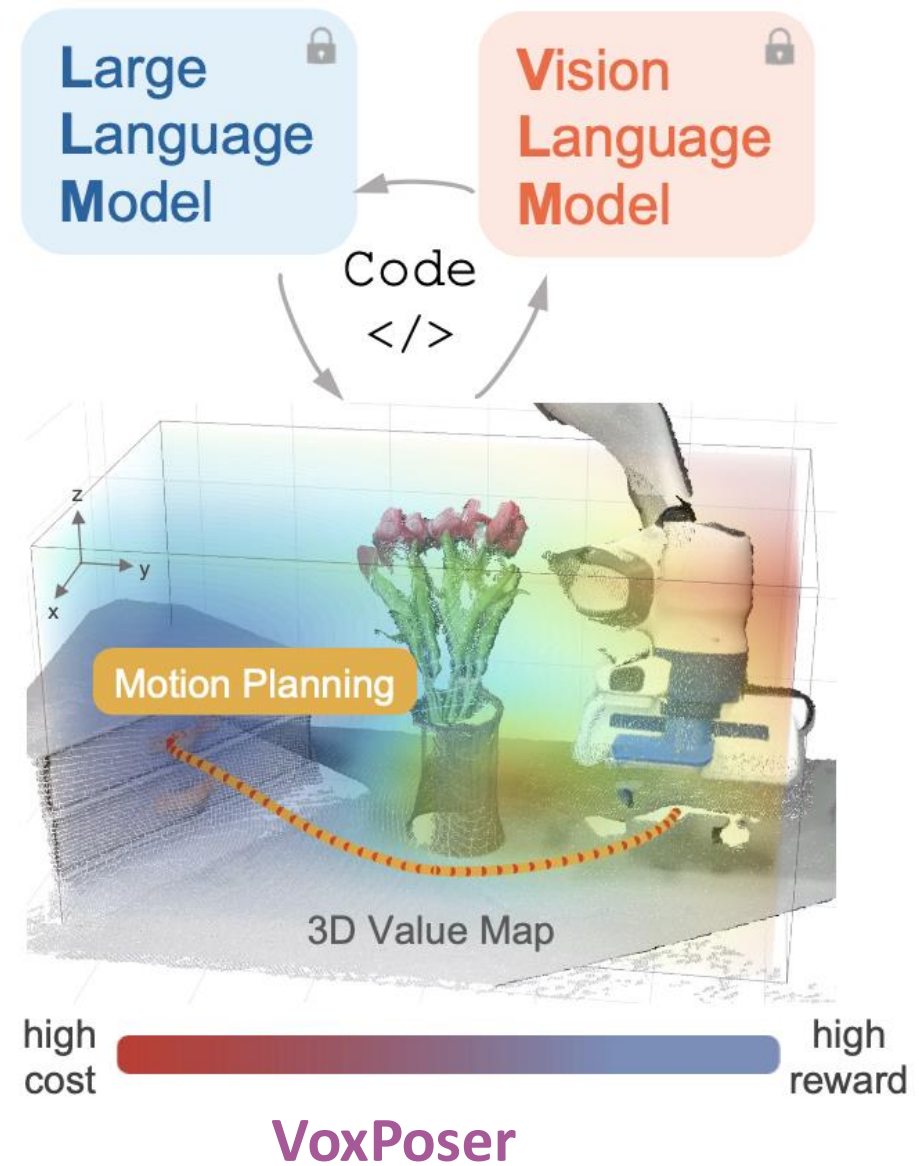 Large
Language
Model
Vision
Language
Model
Code
</>
z
y
x
Motion Planning
3D Value Map
high
cost
high
reward
VoxPoser